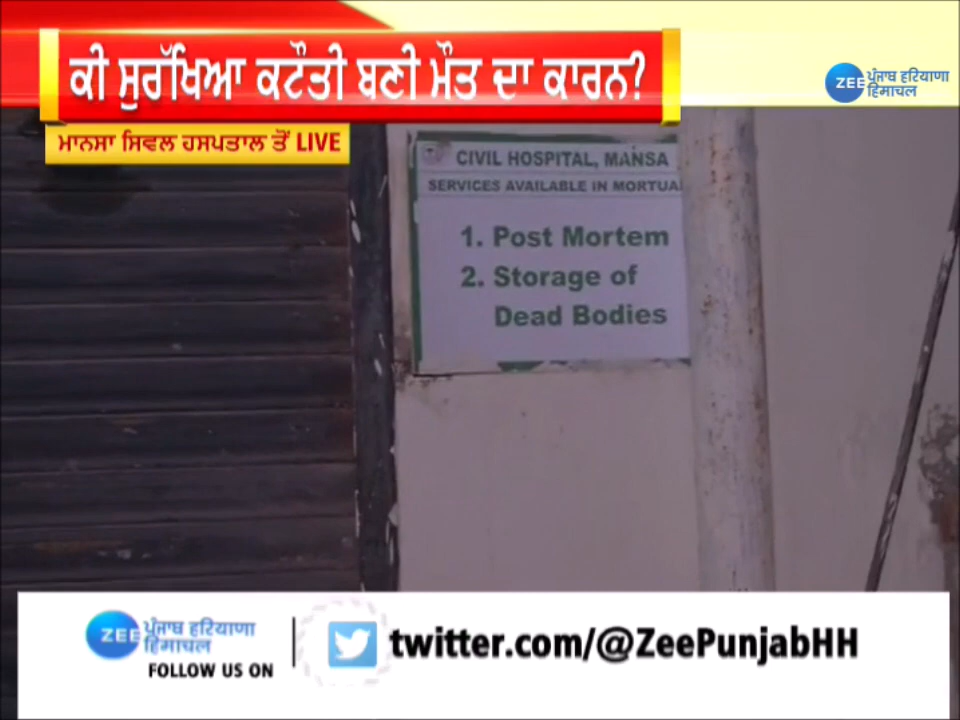 ਕੀ ਸੁਰੱਖਿਆ ਕਟੌਤੀ ਬਣੀ ਮੌਤ ਦਾ ਕਾਰਨ?
ZEE ਪੰਜਾਬ ਹਰਿਆਣਾ
ਹਿਮਾਚਲ
ਮਾਨਸਾ ਸਿਵਲ ਹਸਪਤਾਲ ਤੋਂ LIVE
CIVIL HOSPITAL, MANSA
SERVICES AVAILABLE IN
1. Post Mortem
2. Storage of
Dead Bodies
ZEE ਪੰਜਾਬ ਹਰਿਆਣਾ
ਹਿਮਾਚਲ
FOLLOW US ON
twitter.com/@ZeePunjabHH